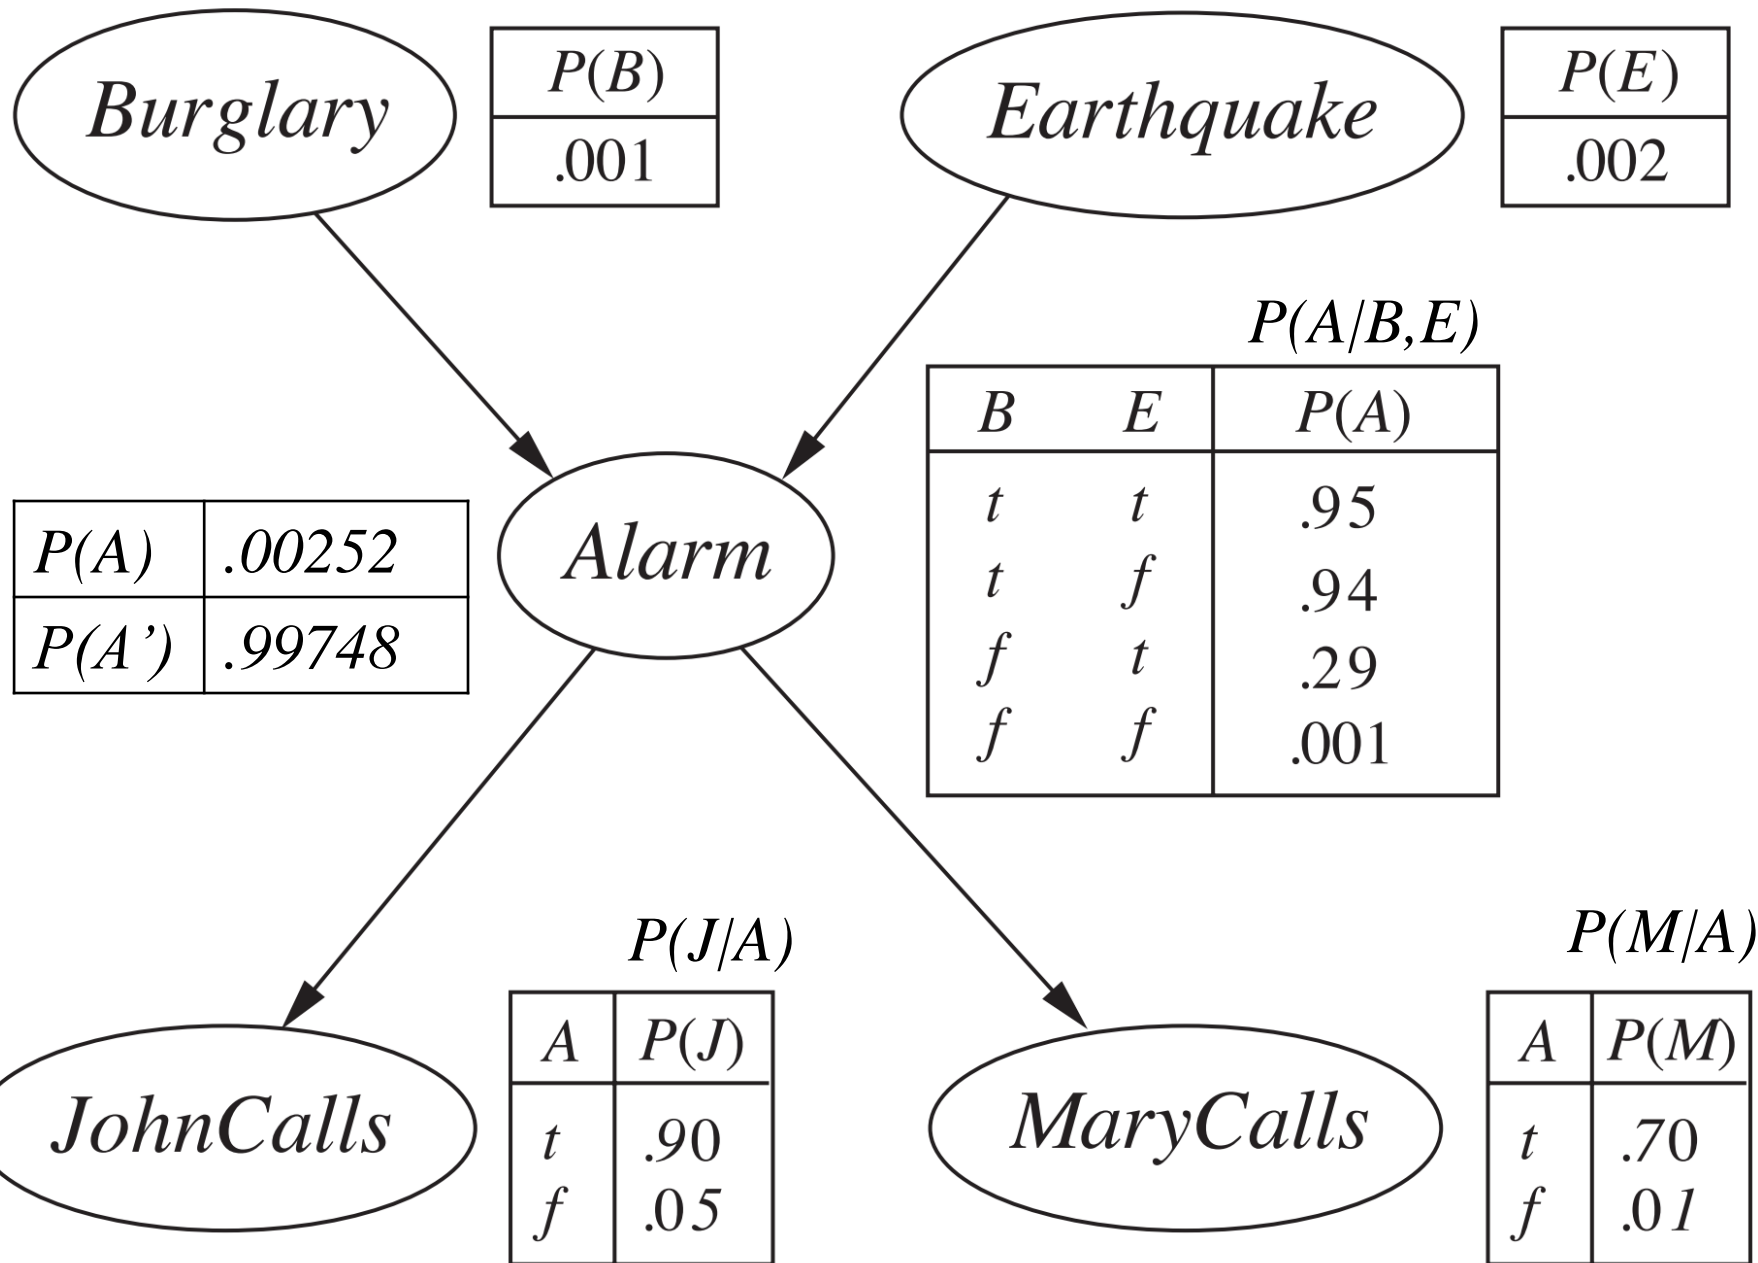 Burglary
P(B)
.001
Earthquake
P(E)
.002
P(A/B,E)
B E P(A)
t t .95
t f .94
f t .29
f f .001
P(A) .00252
P(A’) .99748
Alarm
P(J/A)
A P(J)
t .90
f .05
JohnCalls
P(M/A)
A P(M)
t .70
f .01
MaryCalls